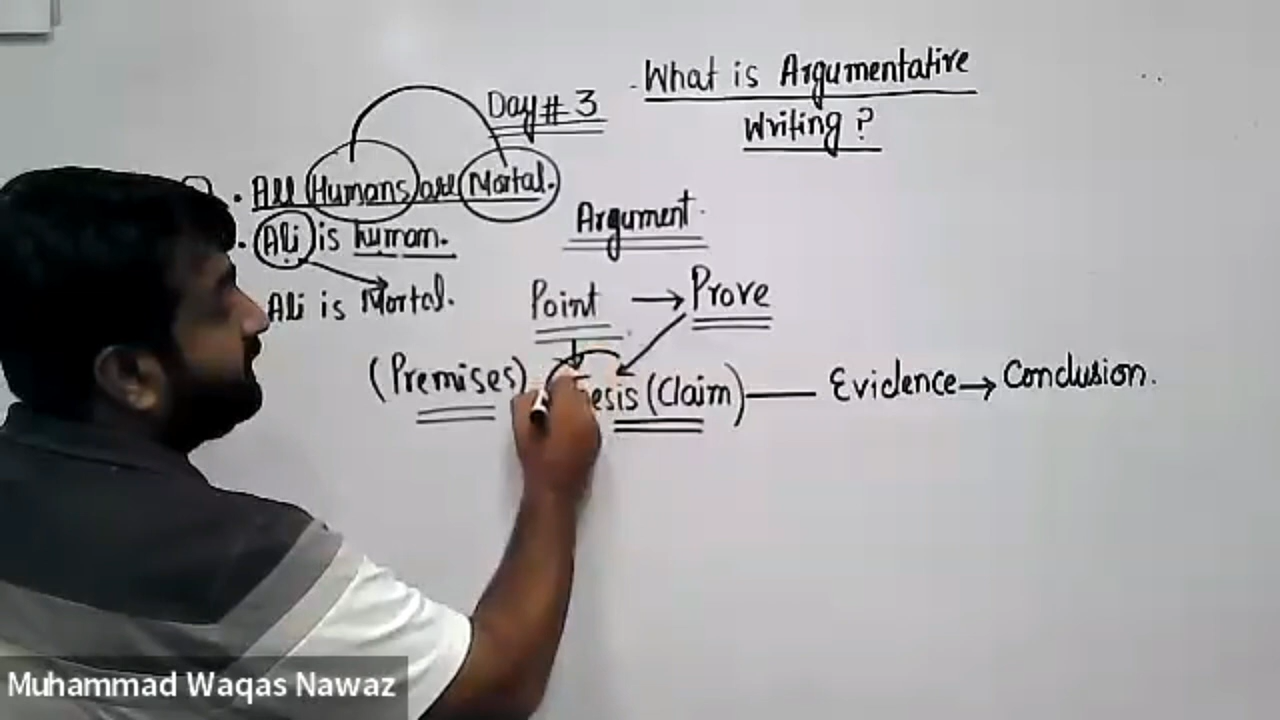 Day # 3
What is Argumentative
Writing ?
All Humans are Mortal.
Ali is human.
Ali is Mortal.
Argument
Point → Prove
(Premises) (Claim) — Evidence → Conclusion.
Muhammad Waqas Nawaz